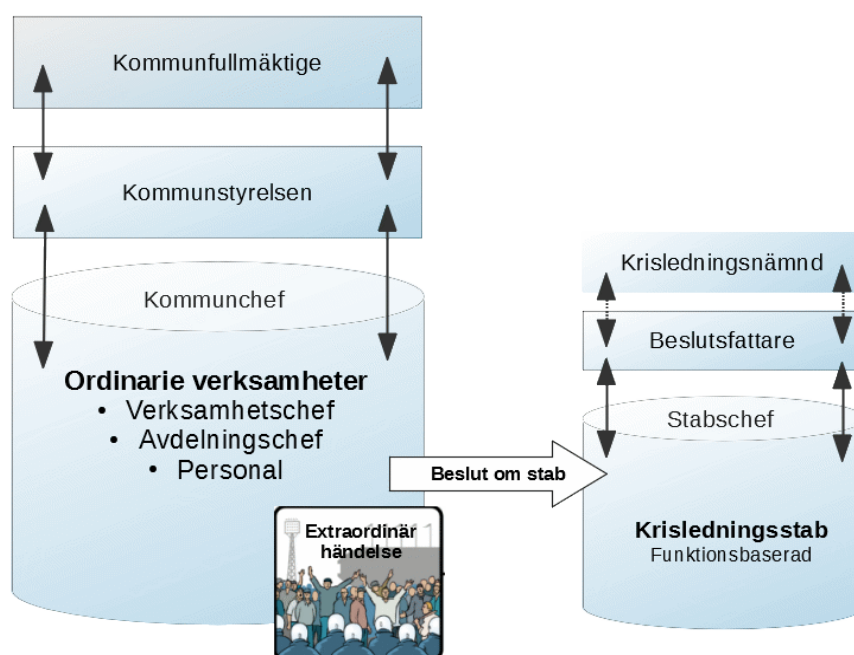 Kommunfullmäktige
Kommunstyrelsen
Kommunchef
Ordinarie verksamheter
• Verksamhetschef
• Avdelningschef
• Personal
Extraordinär
händelse
Beslut om stab
Krisledningsnämnd
Beslutsfattare
Stabschef
Krisledningsstab
Funktionsbaserad